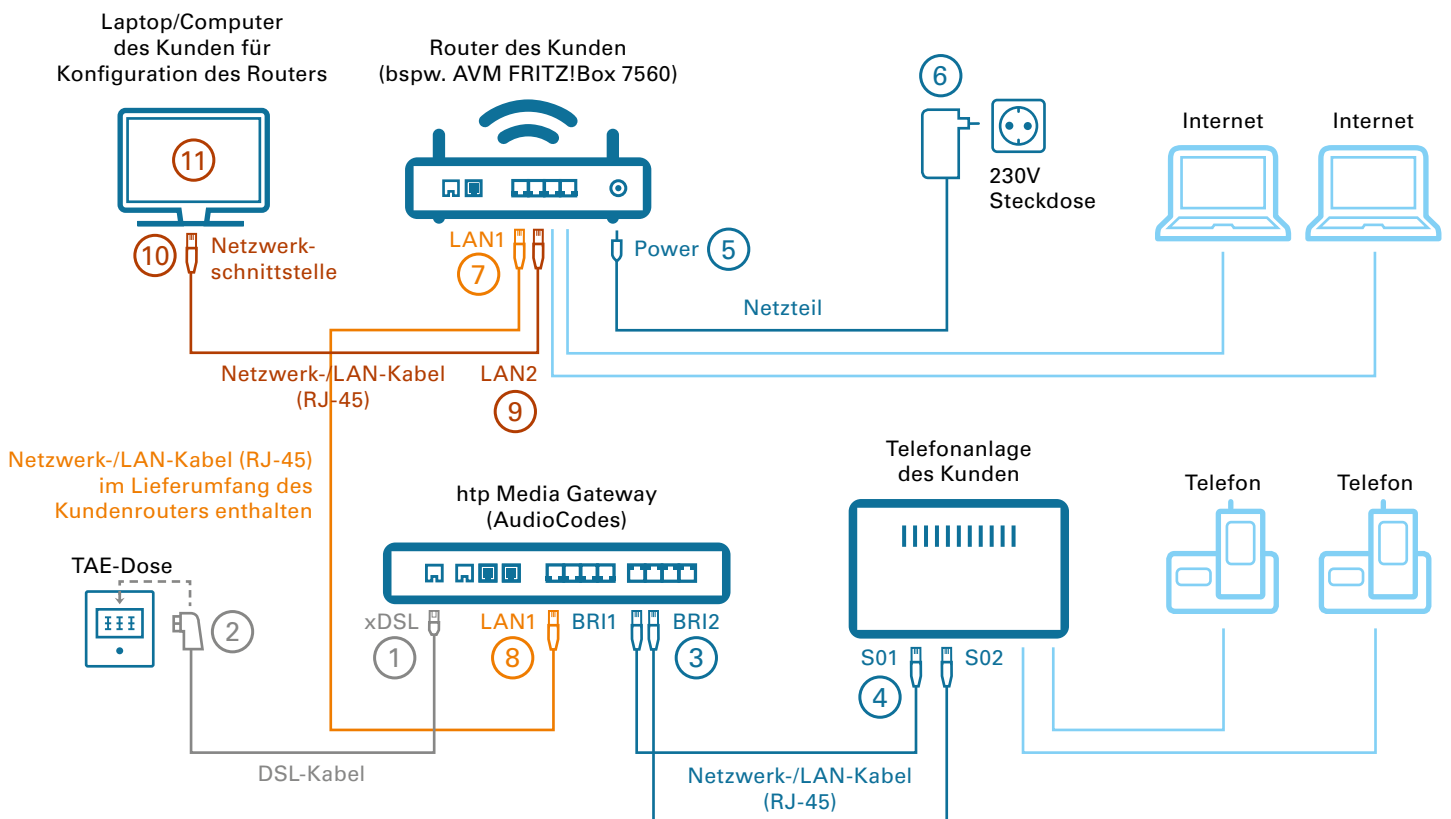 Laptop/Computer
des Kunden für
Konfiguration des Routers
Router des Kunden
(bspw. AVM FRITZ!Box 7560)
6
230V
Steckdose
Internet
Internet
11
10
Netzwerk-
schnittstelle
LAN1
7
Power
5
Netzteil
Netzwerk-/LAN-Kabel
(RJ-45)
LAN2
9
Netzwerk-/LAN-Kabel (RJ-45)
im Lieferumfang des
Kundenrouters enthalten
htp Media Gateway
(AudioCodes)
Telefonanlage
des Kunden
Telefon
Telefon
TAE-Dose
2
xDSL
1
LAN1
8
BRI1
BRI2
3
S01
S02
4
DSL-Kabel
Netzwerk-/LAN-Kabel
(RJ-45)